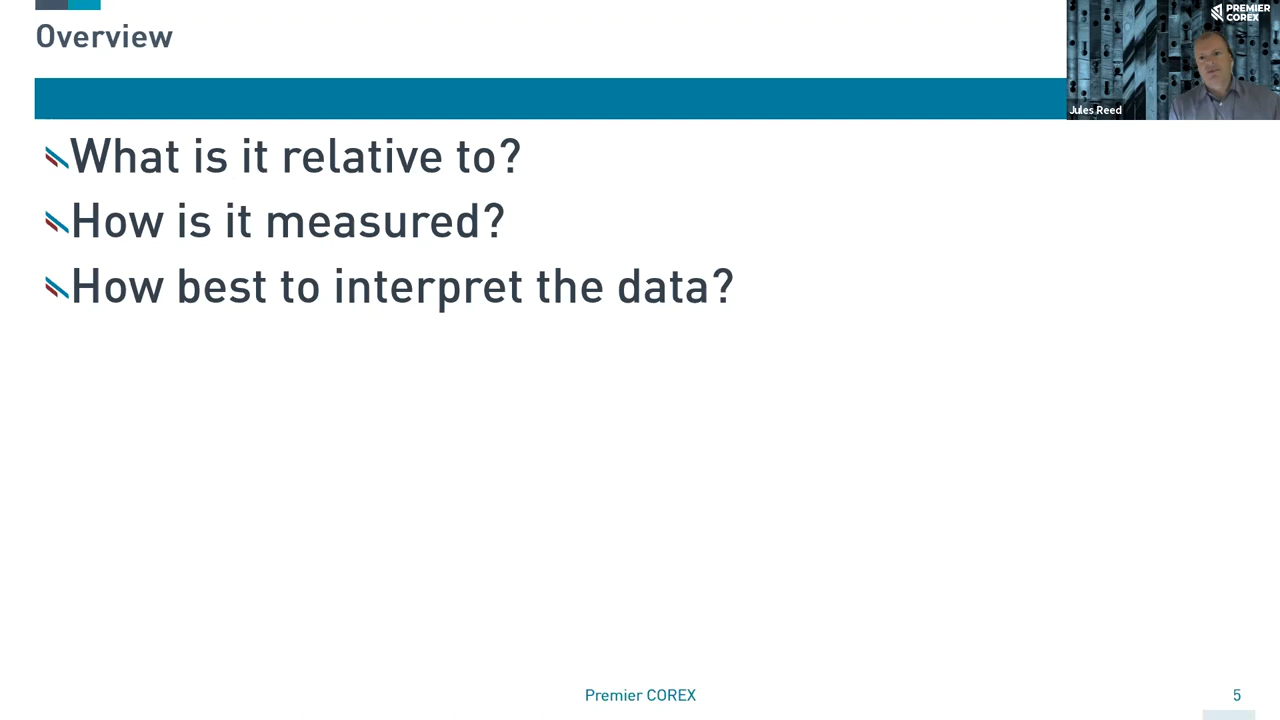 Overview
PREMIER
COREX
Jules Reed
What is it relative to?
How is it measured?
How best to interpret the data?
Premier COREX
5